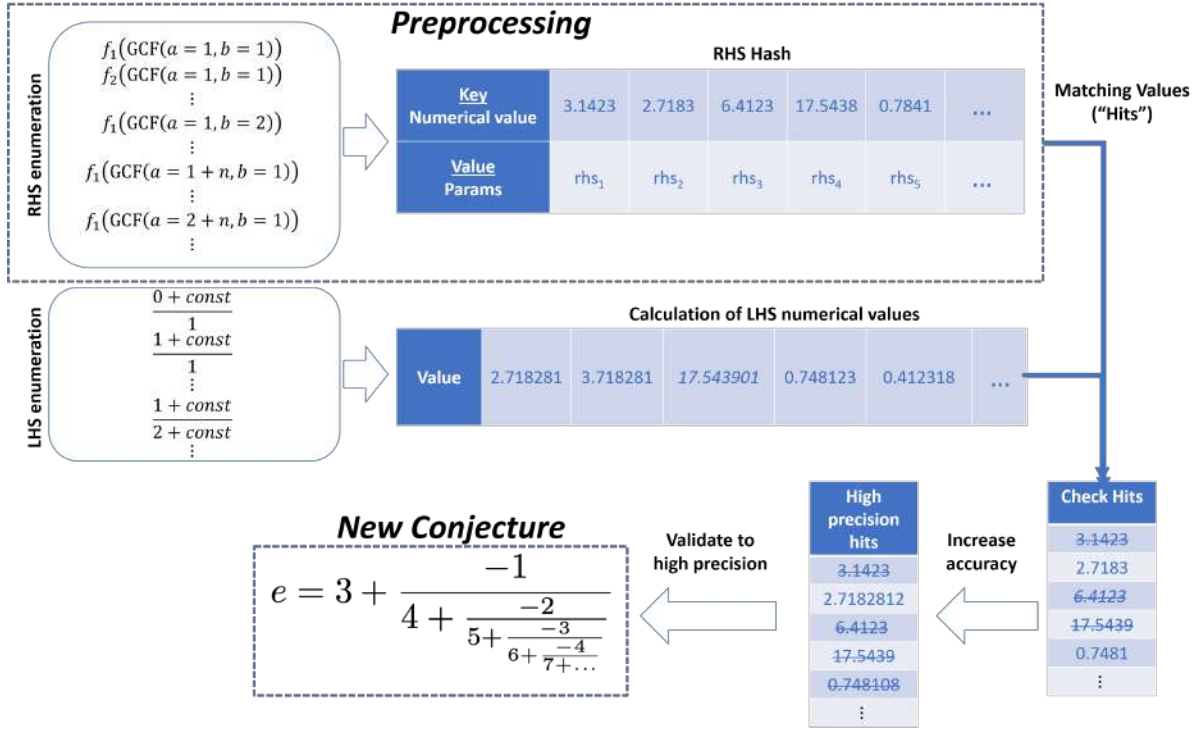 Preprocessing
RHS enumeration
f₁(GCF(a = 1, b = 1))
f₂(GCF(a = 1, b = 1))
⋮
f₁(GCF(a = 1, b = 2))
⋮
f₁(GCF(a = 1 + n, b = 1))
⋮
f₁(GCF(a = 2 + n, b = 1))
⋮
RHS Hash
Key
Numerical value
3.1423 2.7183 6.4123 17.5438 0.7841 ...
Value
Params
rhs₁ rhs₂ rhs₃ rhs₄ rhs₅ ...
Matching Values
("Hits")
LHS enumeration
0 + const
1
1 + const
1
⋮
1 + const
2 + const
⋮
Calculation of LHS numerical values
Value 2.718281 3.718281 17.543901 0.748123 0.412318 ...
Check Hits
3.1423
2.7183
6.4123
17.5439
0.7481
⋮
Increase
accuracy
High
precision
hits
3.1423
2.7182812
6.4123
17.5439
0.748108
⋮
Validate to
high precision
New Conjecture
e = 3 + -1
4 + -2
5+ -3
6+ -4
7+...